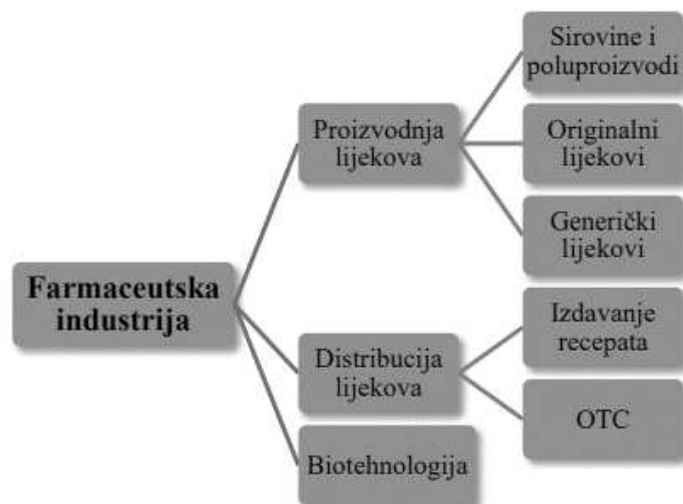 Farmaceutska
industrija
Proizvodnja
lijekova
Sirovine i
poluproizvodi
Originalni
lijekovi
Generički
lijekovi
Distribucija
lijekova
Izdavanje
recepata
OTC
Biotehnologija